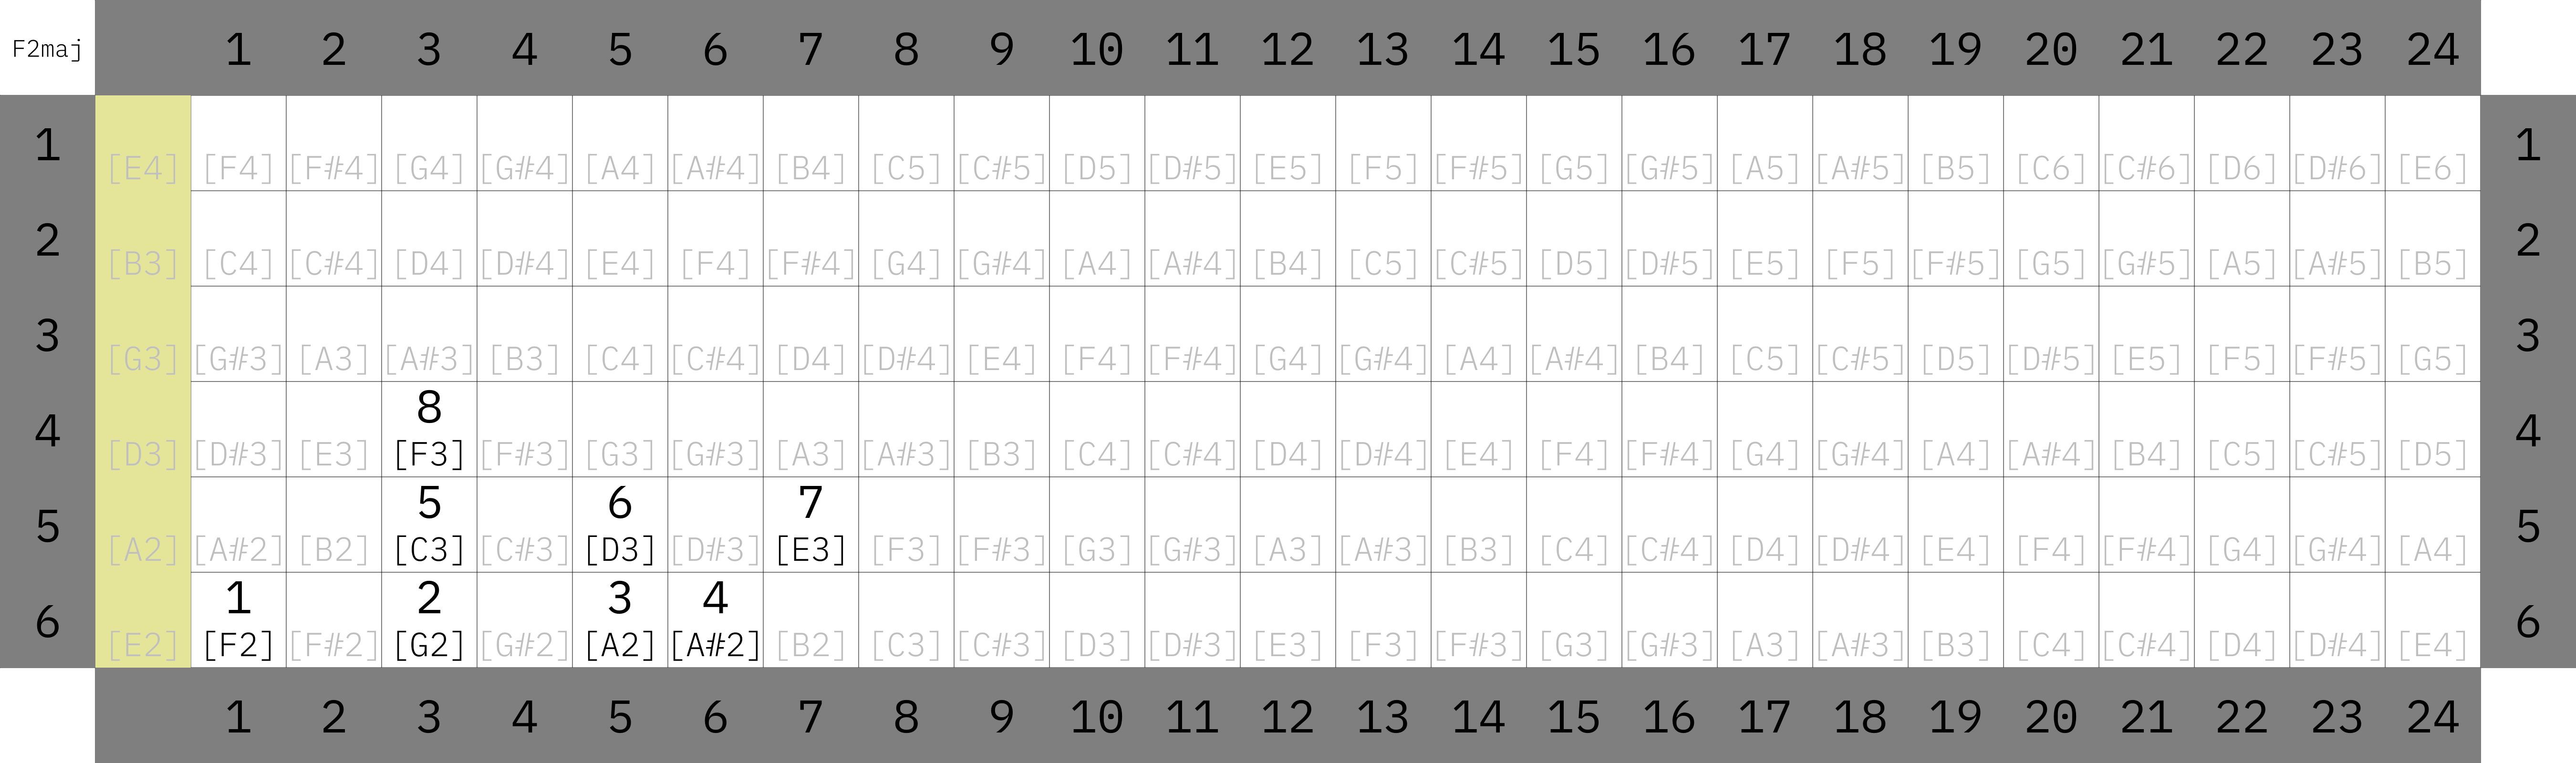 F2maj 1 2 3 4 5 6 7 8 9 10 11 12 13 14 15 16 17 18 19 20 21 22 23 24
1 [E4] [F4] [F#4] [G4] [G#4] [A4] [A#4] [B4] [C5] [C#5] [D5] [D#5] [E5] [F5] [F#5] [G5] [G#5] [A5] [A#5] [B5] [C6] [C#6] [D6] [D#6] [E6] 1
2 [B3] [C4] [C#4] [D4] [D#4] [E4] [F4] [F#4] [G4] [G#4] [A4] [A#4] [B4] [C5] [C#5] [D5] [D#5] [E5] [F5] [F#5] [G5] [G#5] [A5] [A#5] [B5] 2
3 [G3] [G#3] [A3] [A#3] [B3] [C4] [C#4] [D4] [D#4] [E4] [F4] [F#4] [G4] [G#4] [A4] [A#4] [B4] [C5] [C#5] [D5] [D#5] [E5] [F5] [F#5] [G5] 3
8
4 [D3] [D#3] [E3] [F3] [F#3] [G3] [G#3] [A3] [A#3] [B3] [C4] [C#4] [D4] [D#4] [E4] [F4] [F#4] [G4] [G#4] [A4] [A#4] [B4] [C5] [C#5] [D5] 4
5 6 7
5 [A2] [A#2] [B2] [C3] [C#3] [D3] [D#3] [E3] [F3] [F#3] [G3] [G#3] [A3] [A#3] [B3] [C4] [C#4] [D4] [D#4] [E4] [F4] [F#4] [G4] [G#4] [A4] 5
1 2 3 4
6 [E2] [F2] [F#2] [G2] [G#2] [A2] [A#2] [B2] [C3] [C#3] [D3] [D#3] [E3] [F3] [F#3] [G3] [G#3] [A3] [A#3] [B3] [C4] [C#4] [D4] [D#4] [E4] 6
1 2 3 4 5 6 7 8 9 10 11 12 13 14 15 16 17 18 19 20 21 22 23 24